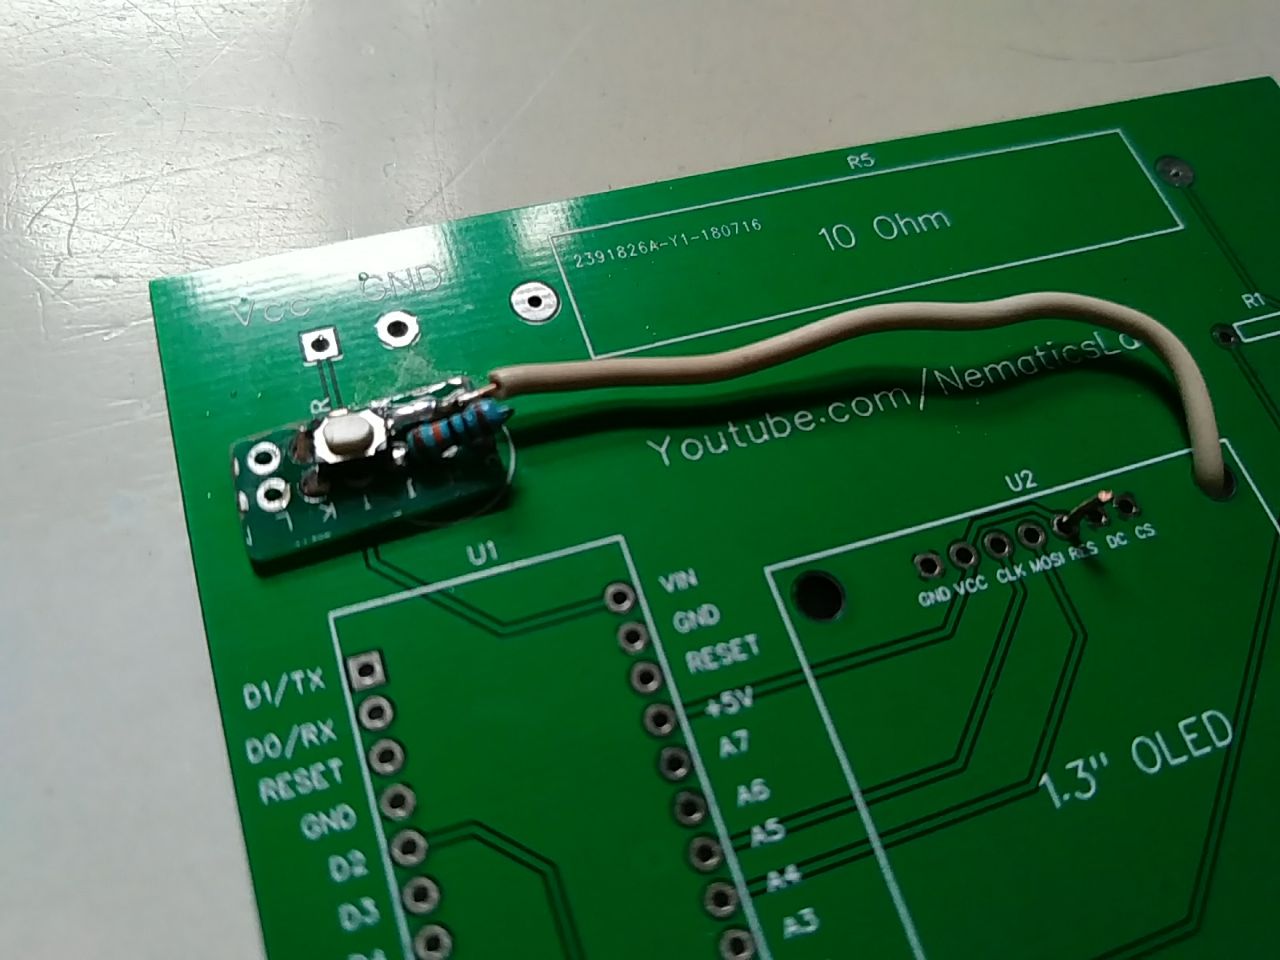 R5
2391826A-Y1-180716
10 Ohm
Vcc
GND
R1
R
Youtube.com/NematicsLa
U2
GND
VCC
CLK
MOSI
RES
DC
CS
L
K
I
J
U1
VIN
GND
RESET
+5V
A7
A6
A5
A4
A3
D1/TX
D0/RX
RESET
GND
D2
D3
1.3" OLED